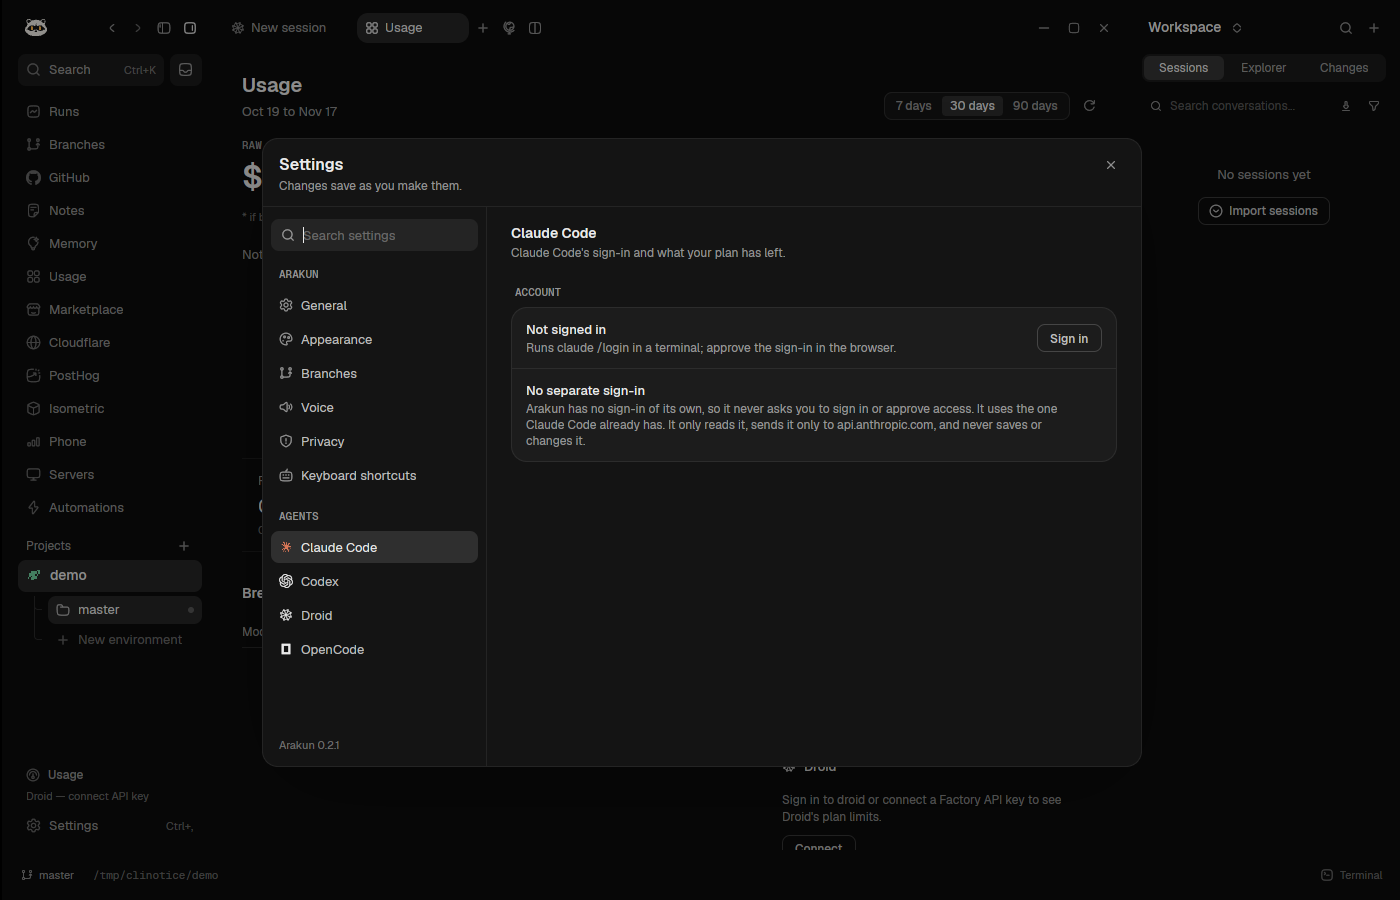 New session
Usage
Workspace
Search
Ctrl+K
Runs
Branches
GitHub
Notes
Memory
Usage
Marketplace
Cloudflare
PostHog
Isometric
Phone
Servers
Automations
Projects
demo
master
New environment
Usage
Droid — connect API key
Settings
Ctrl+,
master
/tmp/clinotice/demo
Usage
Oct 19 to Nov 17
7 days
30 days
90 days
RAW
$
* if
Not
Settings
Changes save as you make them.
Search settings
ARAKUN
General
Appearance
Branches
Voice
Privacy
Keyboard shortcuts
AGENTS
Claude Code
Codex
Droid
OpenCode
Arakun 0.2.1
Claude Code
Claude Code's sign-in and what your plan has left.
ACCOUNT
Not signed in
Runs claude /login in a terminal; approve the sign-in in the browser.
Sign in
No separate sign-in
Arakun has no sign-in of its own, so it never asks you to sign in or approve access. It uses the one
Claude Code already has. It only reads it, sends it only to api.anthropic.com, and never saves or
changes it.
Droid
Sign in to droid or connect a Factory API key to see
Droid's plan limits.
Connect
Sessions
Explorer
Changes
Search conversations...
No sessions yet
Import sessions
Terminal